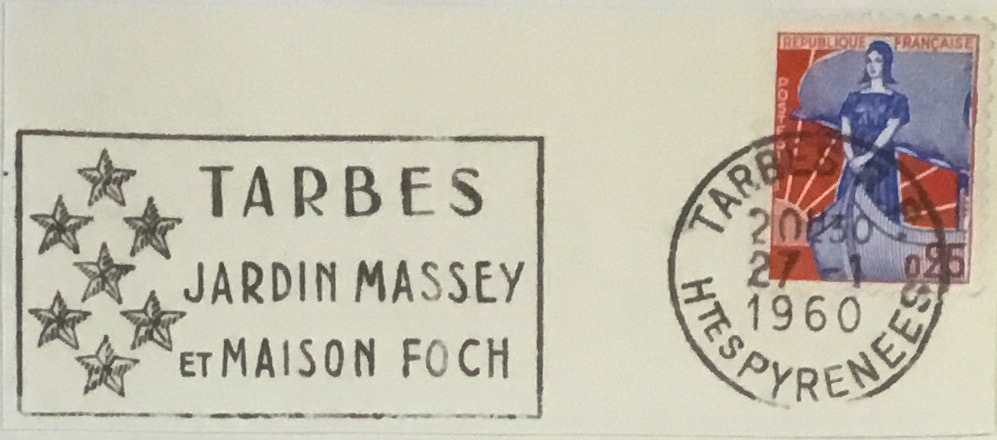 TARBES
JARDIN MASSEY
ET MAISON FOCH
REPUBLIQUE FRANÇAISE
POSTES
0,25
TARBES
20H30
27 - 1
1960
HTES PYRENEES